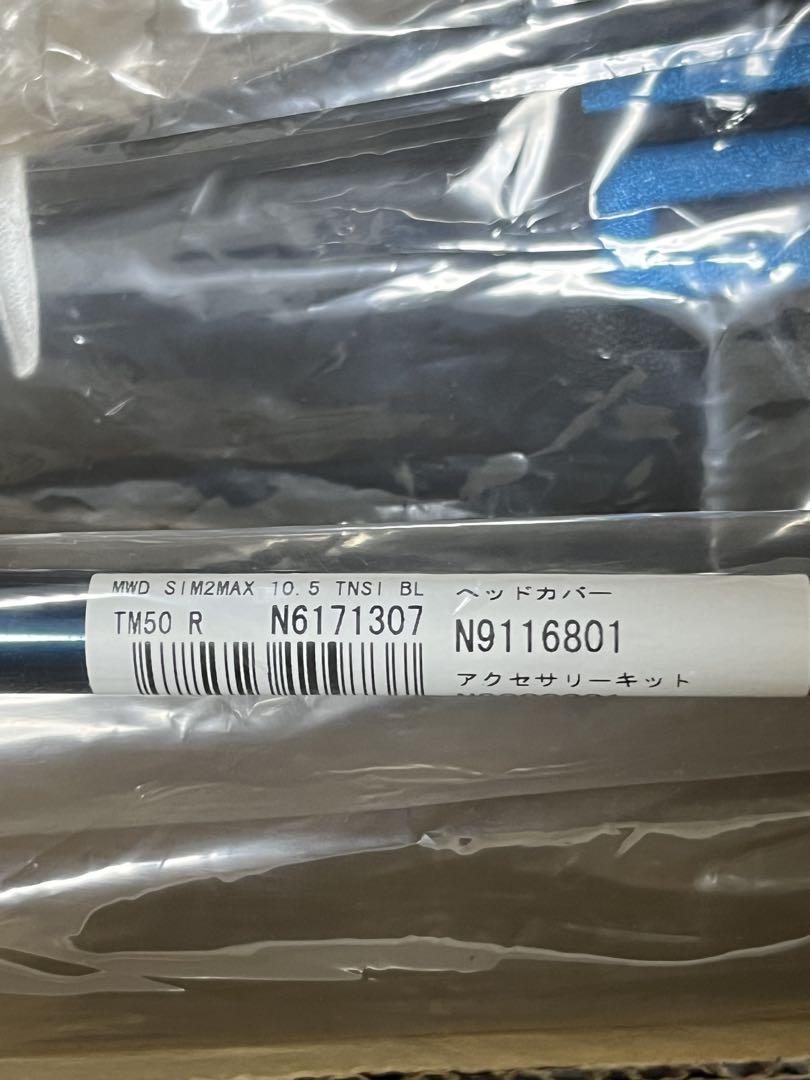 MWD SIM2MAX 10.5 TNSI BL
TM50 R N6171307
ヘッドカバー
N9116801
アクセサリーキット